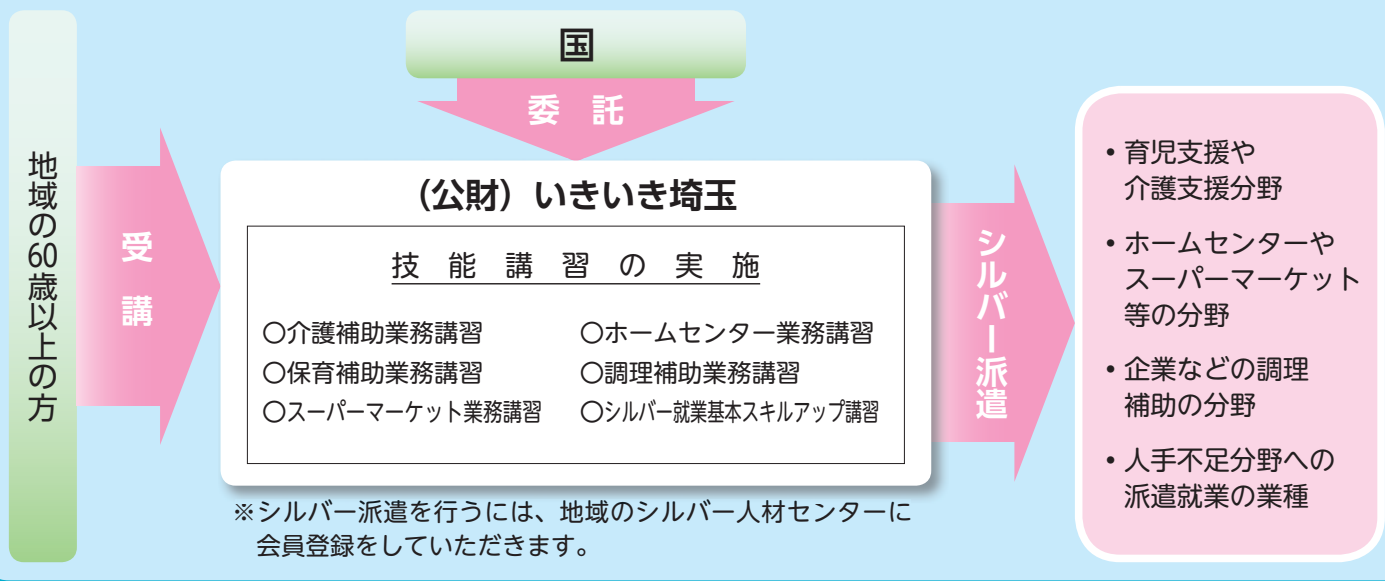 国
委託
地域の60歳以上の方
受講
（公財）いきいき埼玉
技能講習の実施
〇介護補助業務講習
〇ホームセンター業務講習
〇保育補助業務講習
〇調理補助業務講習
〇スーパーマーケット業務講習
〇シルバー就業基本スキルアップ講習
※シルバー派遣を行うには、地域のシルバー人材センターに
会員登録をしていただきます。
シルバー派遣
・育児支援や
介護支援分野
・ホームセンターや
スーパーマーケット
等の分野
・企業などの調理
補助の分野
・人手不足分野への
派遣就業の業種